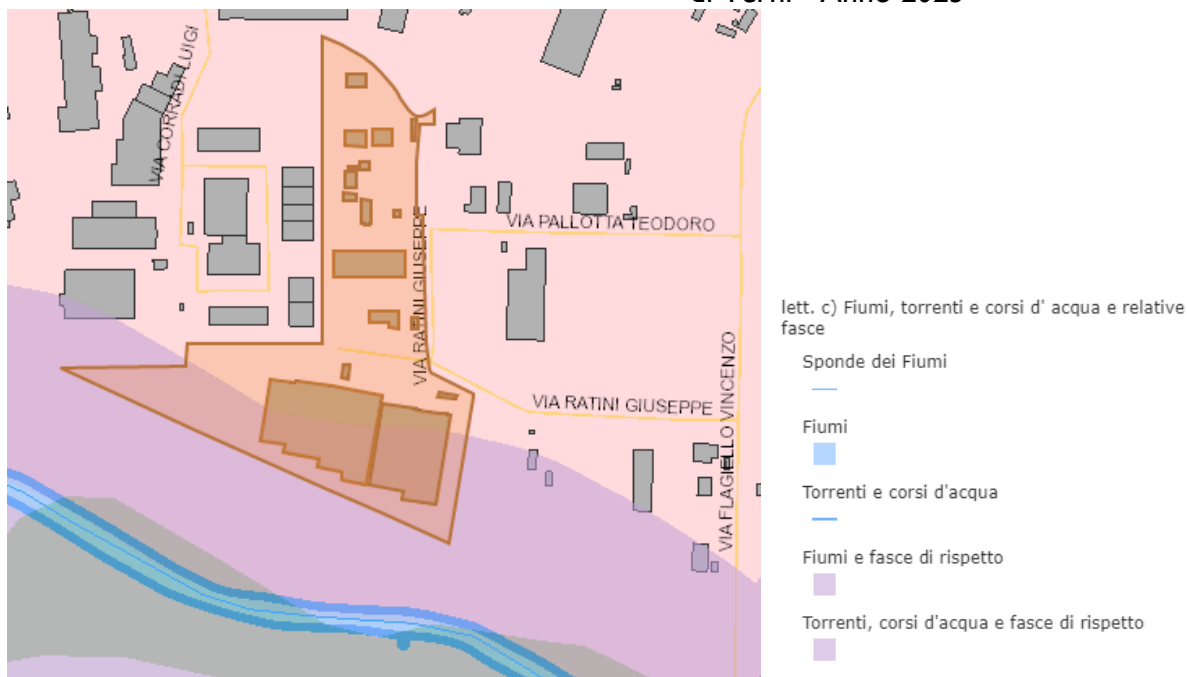 VIA CORRADI LUIGI
VIA PALLOTTA TEODORO
VIA RATINI GIUSEPPE
VIA RATINI GIUSEPPE
VIA FLAGIELLO VINCENZO
lett. c) Fiumi, torrenti e corsi d' acqua e relative
fasce
Sponde dei Fiumi
Fiumi
Torrenti e corsi d'acqua
Fiumi e fasce di rispetto
Torrenti, corsi d'acqua e fasce di rispetto